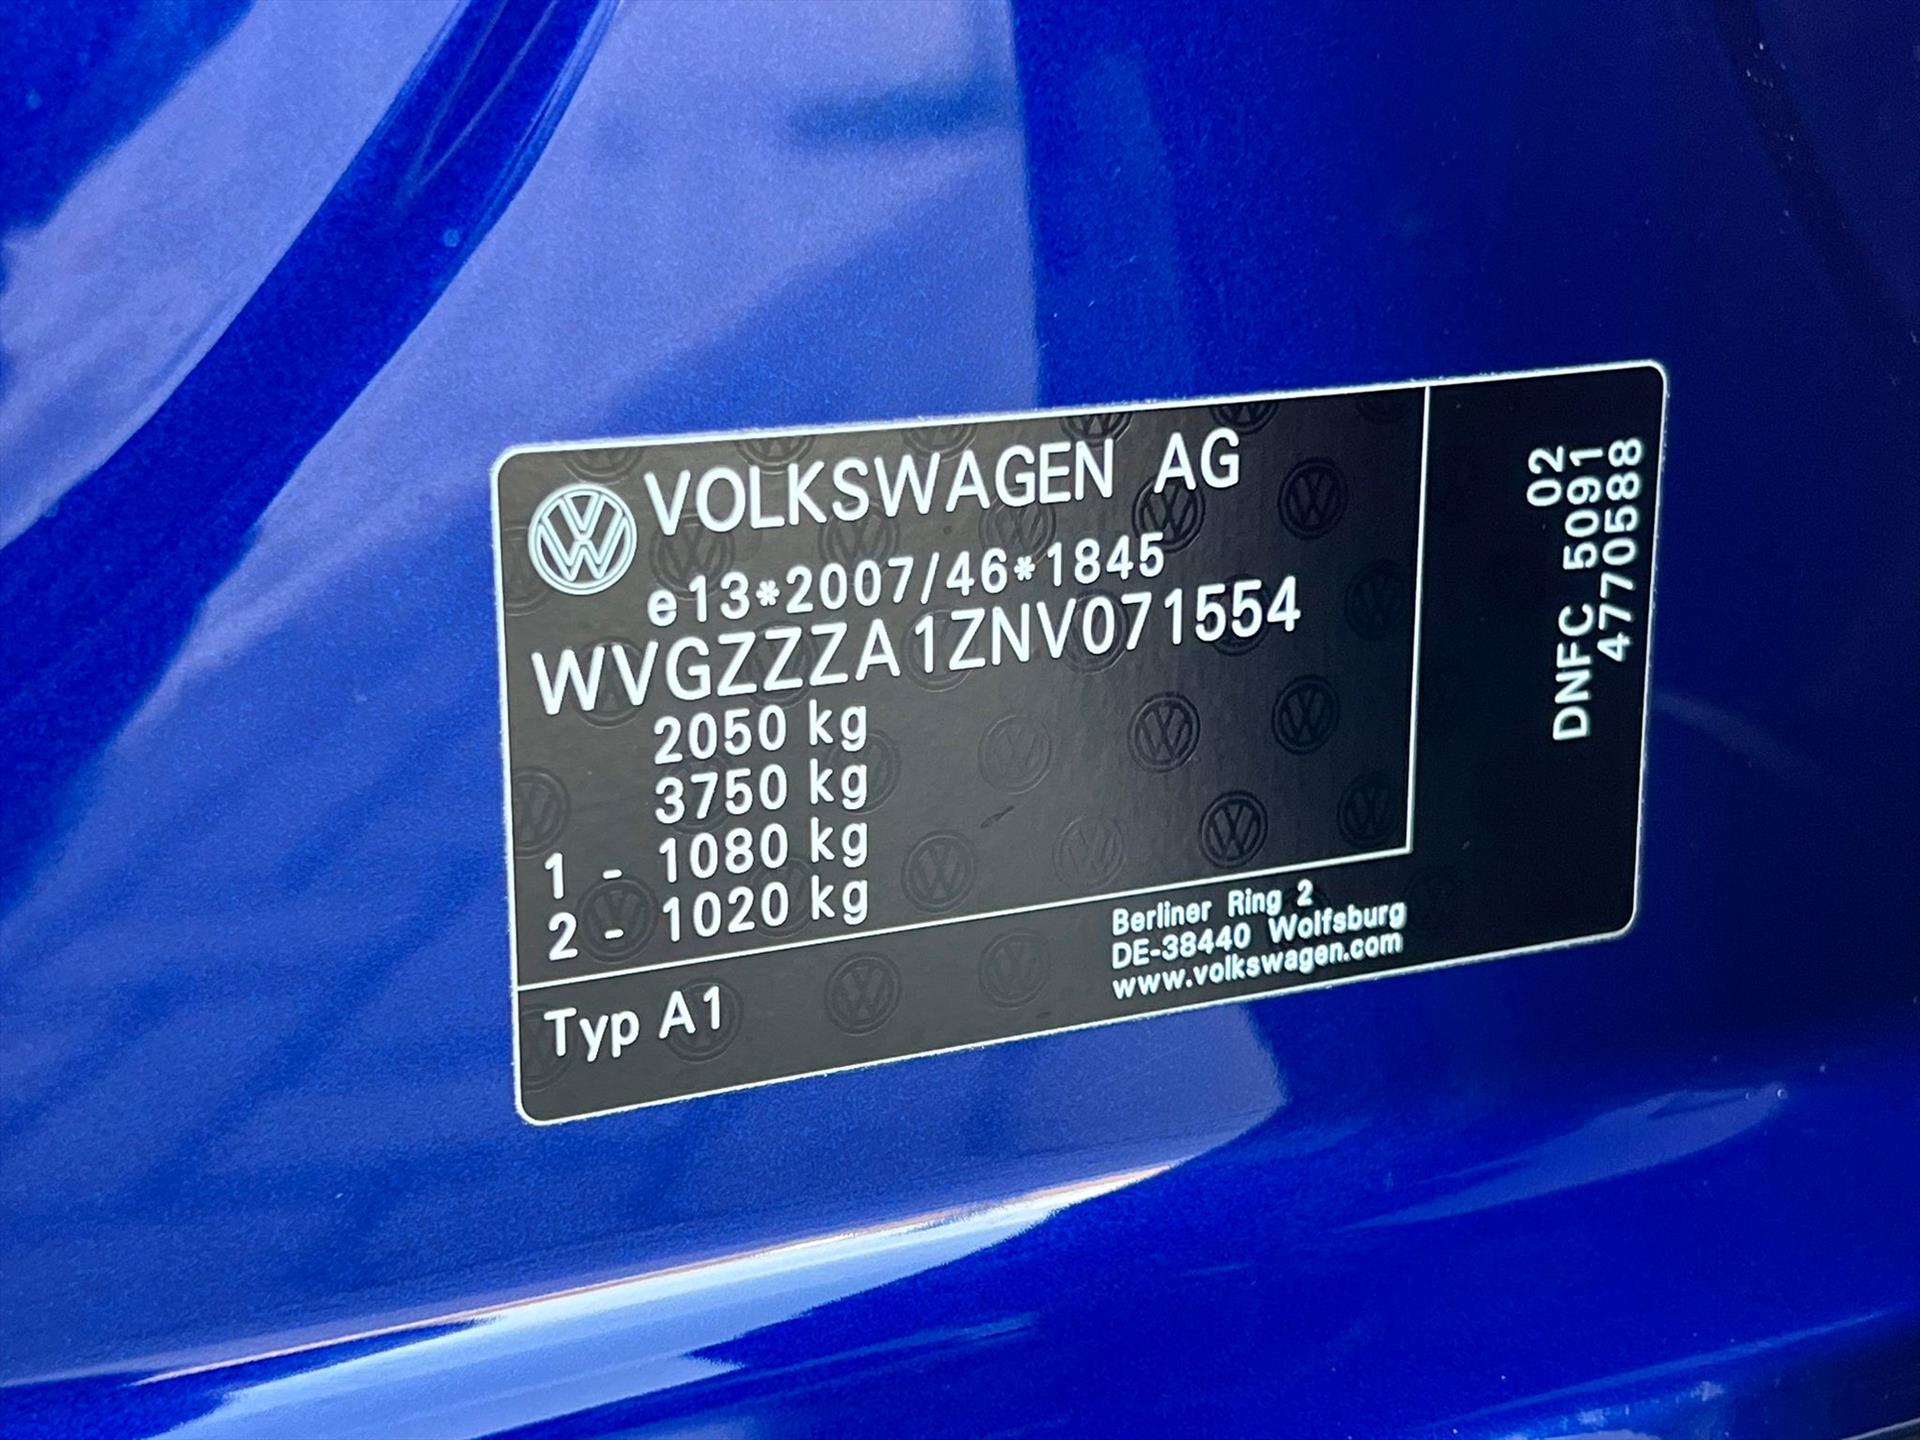 VOLKSWAGEN AG
e13*2007/46*1845
WVGZZZA1ZNV071554
2050 kg
3750 kg
1 - 1080 kg
2 - 1020 kg
Typ A1
Berliner Ring 2
DE-38440 Wolfsburg
www.volkswagen.com
02
DNFC 5091
4770588